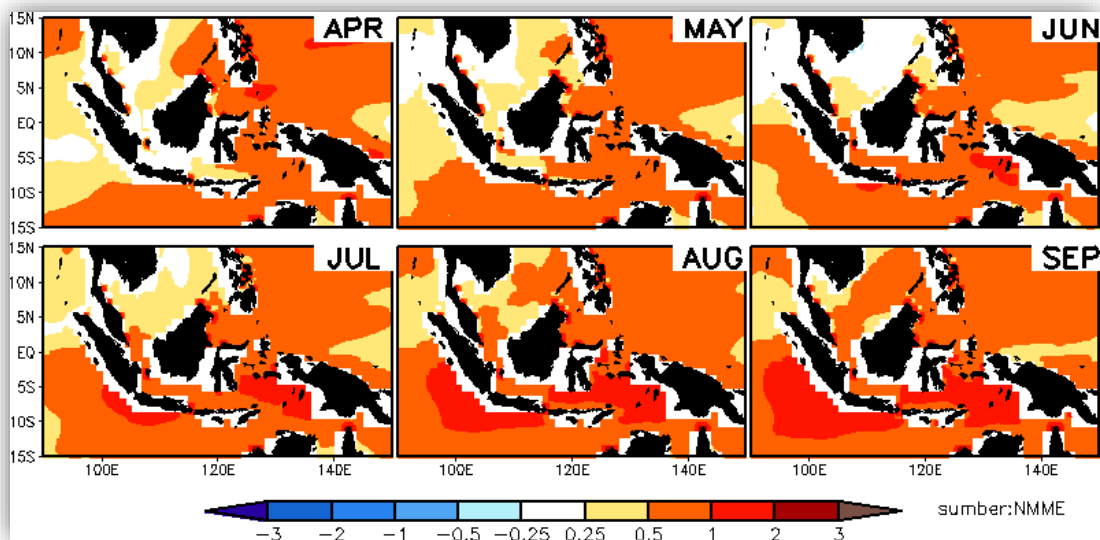 APR MAY JUN
15N
10N
5N
EQ
5S
10S
15S
JUL AUG SEP
15N
10N
5N
EQ
5S
10S
15S
100E 120E 140E 100E 120E 140E 100E 120E 140E
sumber:NMME
-3 -2 -1 -0.5 -0.25 0.25 0.5 1 2 3